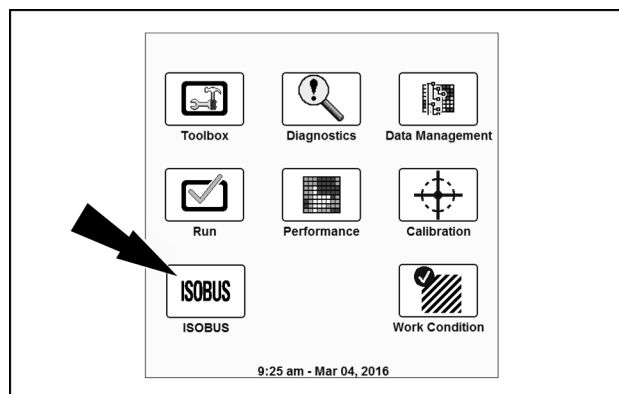 Toolbox
Diagnostics
Data Management
Run
Performance
Calibration
ISOBUS
ISOBUS
Work Condition
9:25 am - Mar 04, 2016